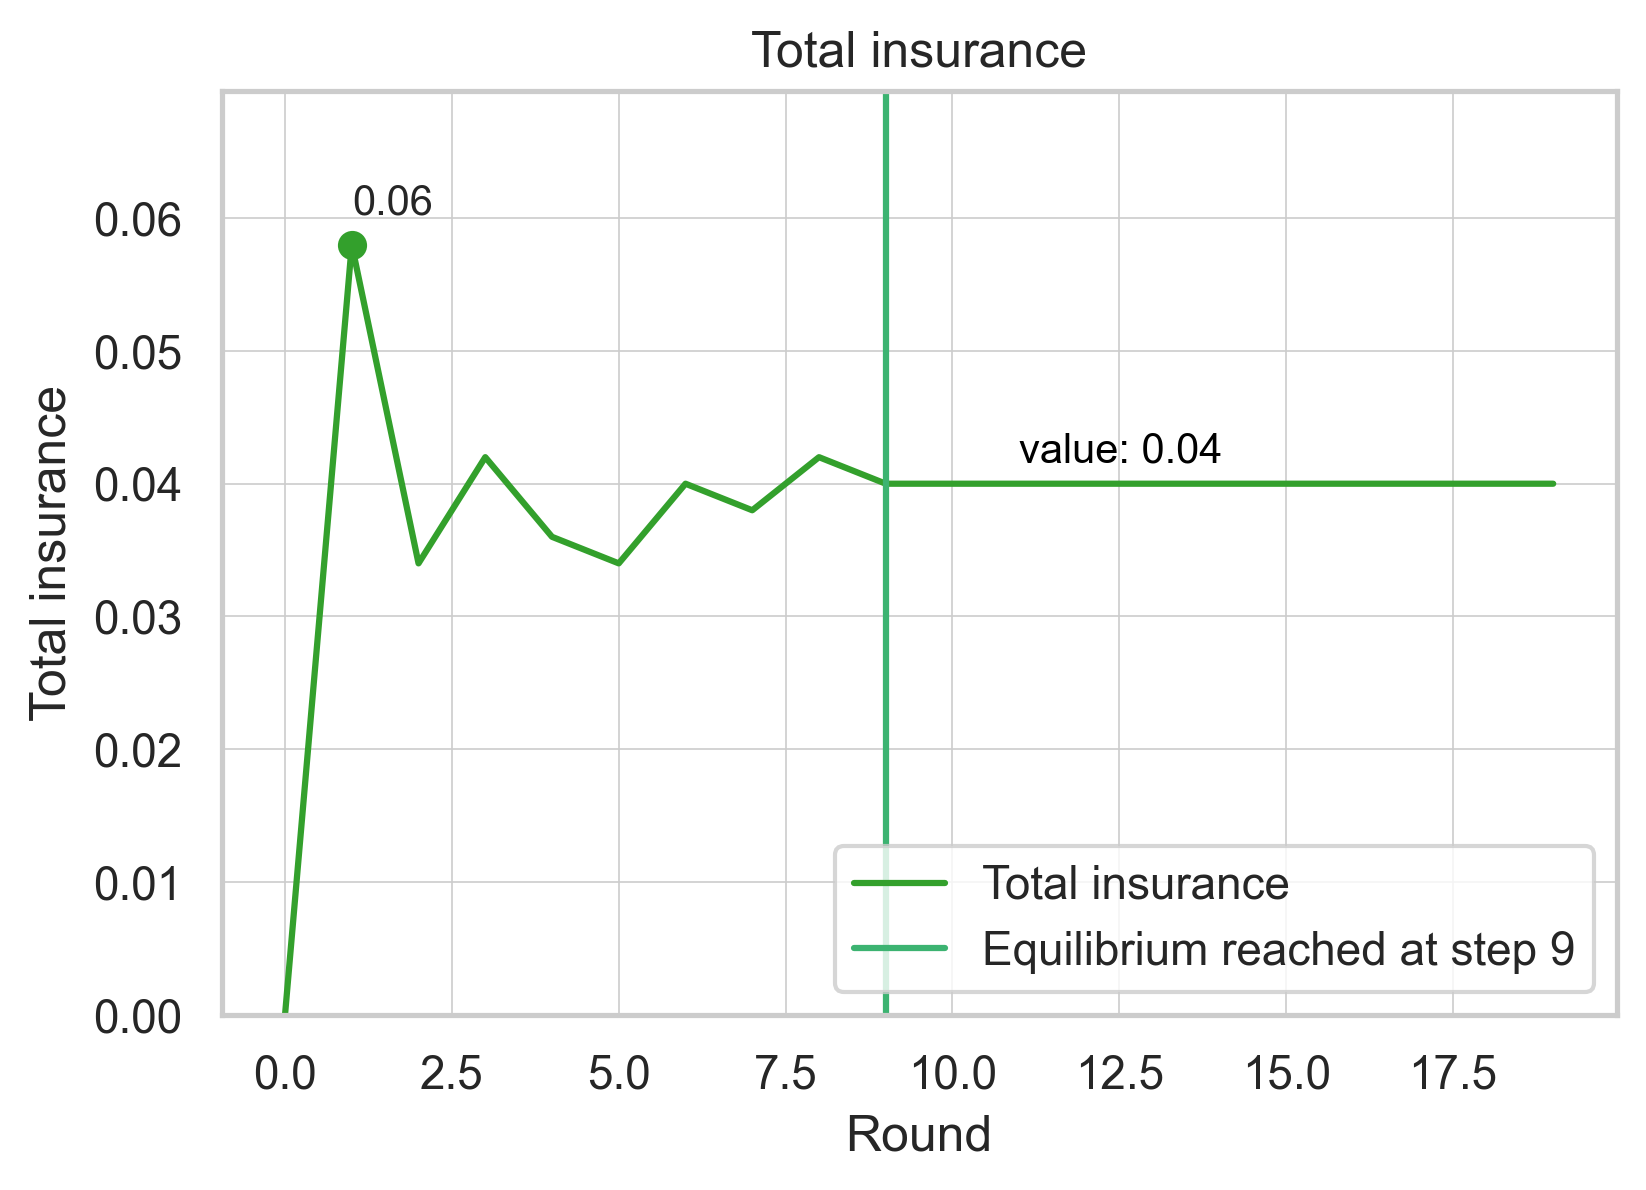 Total insurance
0.06
value: 0.04
Total insurance
0.06
0.05
0.04
0.03
0.02
0.01
0.00
Total insurance
Equilibrium reached at step 9
0.0 2.5 5.0 7.5 10.0 12.5 15.0 17.5
Round